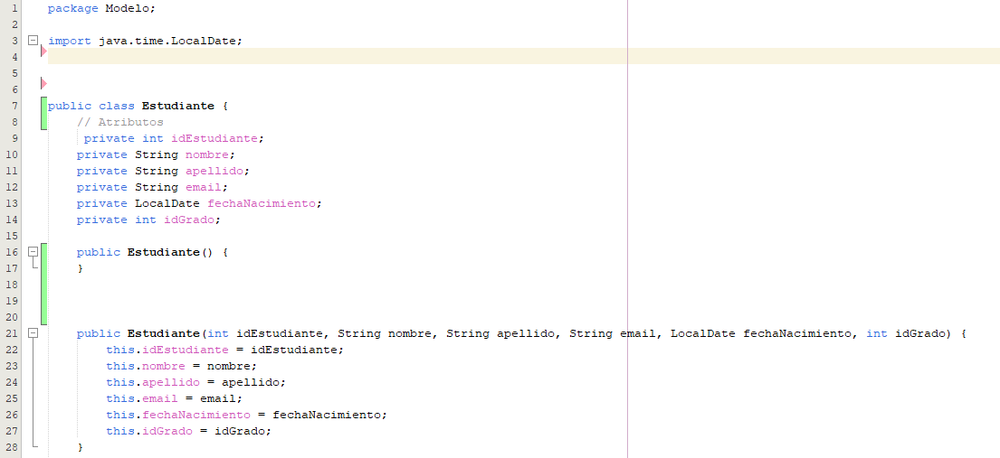 1 package Modelo;
2
3 import java.time.LocalDate;
4
5
6
7 public class Estudiante {
8 // Atributos
9 private int idEstudiante;
10 private String nombre;
11 private String apellido;
12 private String email;
13 private LocalDate fechaNacimiento;
14 private int idGrado;
15
16 public Estudiante() {
17 }
18
19
20
21 public Estudiante(int idEstudiante, String nombre, String apellido, String email, LocalDate fechaNacimiento, int idGrado) {
22 this.idEstudiante = idEstudiante;
23 this.nombre = nombre;
24 this.apellido = apellido;
25 this.email = email;
26 this.fechaNacimiento = fechaNacimiento;
27 this.idGrado = idGrado;
28 }